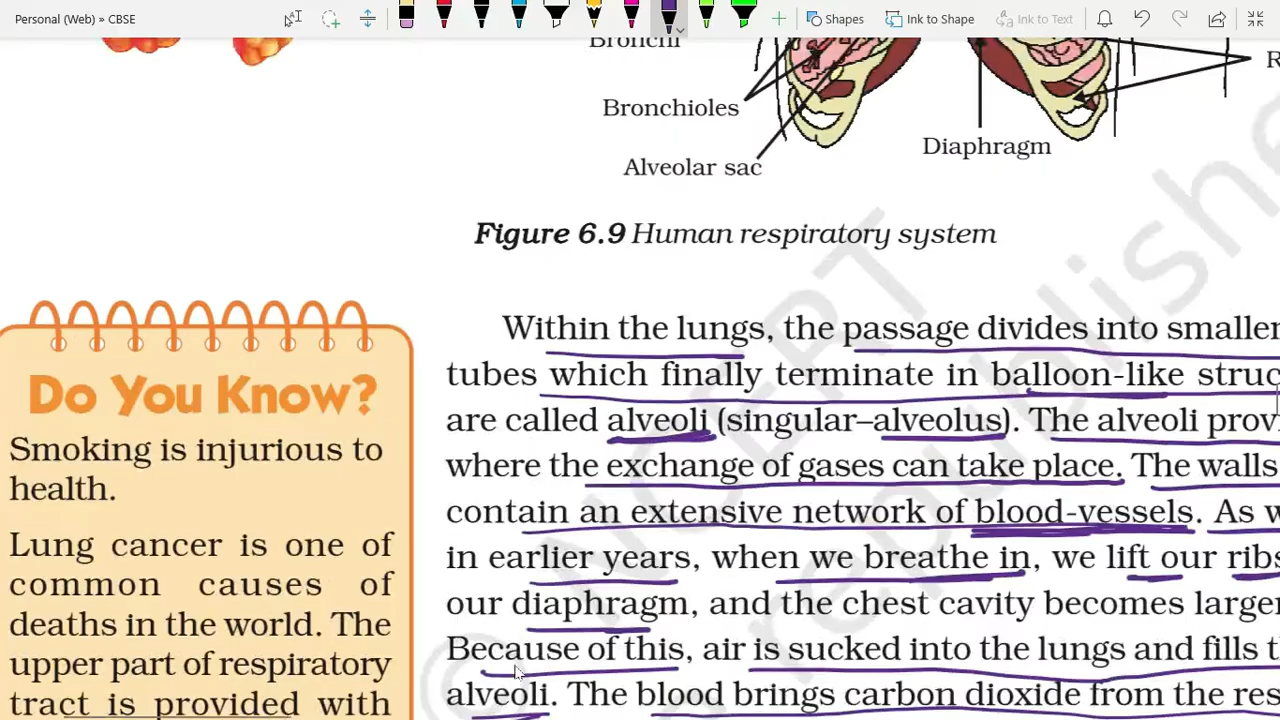 Personal (Web) » CBSE
Shapes
Ink to Shape
Ink to Text
Bronchi
R
Bronchioles
Diaphragm
Alveolar sac
Figure 6.9 Human respiratory system
Do You Know?
Smoking is injurious to
health.
Lung cancer is one of
common causes of
deaths in the world. The
upper part of respiratory
tract is provided with
Within the lungs, the passage divides into smaller
tubes which finally terminate in balloon-like struc
are called alveoli (singular–alveolus). The alveoli provi
where the exchange of gases can take place. The walls
contain an extensive network of blood-vessels. As w
in earlier years, when we breathe in, we lift our ribs
our diaphragm, and the chest cavity becomes larger
Because of this, air is sucked into the lungs and fills t
alveoli. The blood brings carbon dioxide from the res
© NCERT
republishe